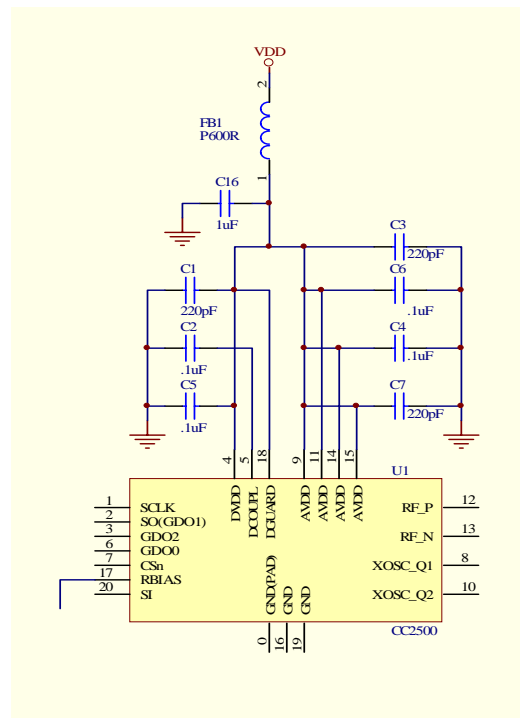 VDD
2
FB1
P600R
1
C16
1uF
C3
220pF
C1
220pF
C6
.1uF
C2
.1uF
C4
.1uF
C5
.1uF
C7
220pF
4
5
18
9
11
14
15
U1
DVDD
DCOUPL
DGUARD
AVDD
AVDD
AVDD
AVDD
1 SCLK
2 SO(GDO1)
3 GDO2
6 GDO0
7 CSn
17 RBIAS
20 SI
RF_P 12
RF_N 13
XOSC_Q1 8
XOSC_Q2 10
GND(PAD)
GND
GND
0
16
19
CC2500